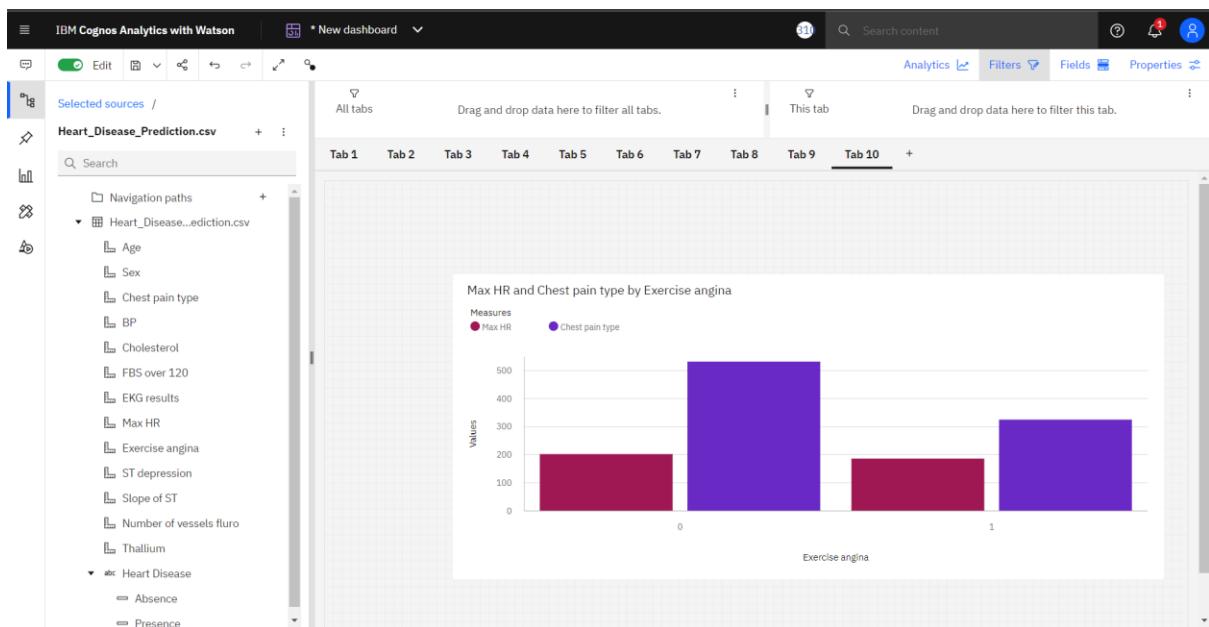 IBM Cognos Analytics with Watson
* New dashboard
310
Search content
1
Edit
Analytics
Filters
Fields
Properties
Selected sources /
Heart_Disease_Prediction.csv
Search
Navigation paths
Heart_Disease...ediction.csv
Age
Sex
Chest pain type
BP
Cholesterol
FBS over 120
EKG results
Max HR
Exercise angina
ST depression
Slope of ST
Number of vessels fluro
Thallium
abc Heart Disease
Absence
Presence
All tabs
Drag and drop data here to filter all tabs.
This tab
Drag and drop data here to filter this tab.
Tab 1 Tab 2 Tab 3 Tab 4 Tab 5 Tab 6 Tab 7 Tab 8 Tab 9 Tab 10 +
Max HR and Chest pain type by Exercise angina
Measures
Max HR Chest pain type
Values
500
400
300
200
100
0
0 1
Exercise angina